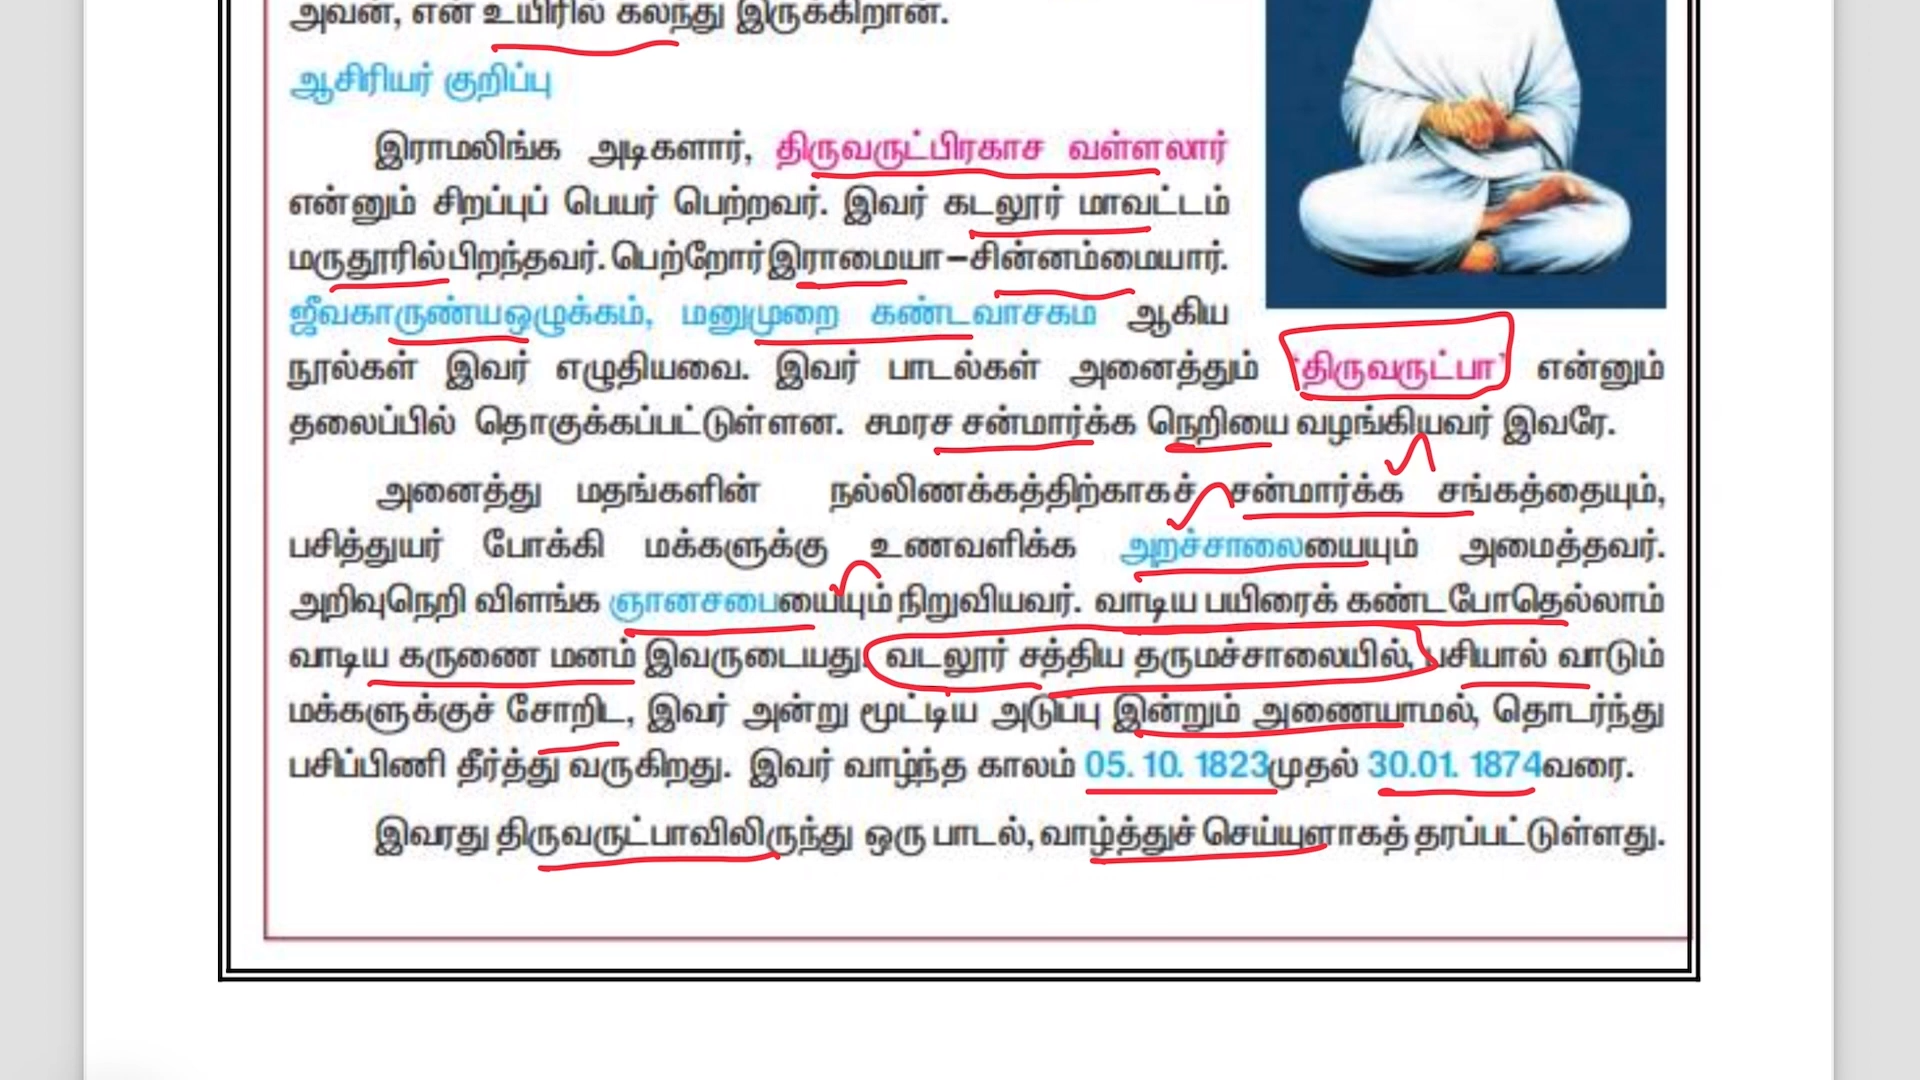 அவன், என் உயிரில் கலந்து இருக்கிறான்.
ஆசிரியர் குறிப்பு
இராமலிங்க அடிகளார், திருவருட்பிரகாச வள்ளலார்
என்னும் சிறப்புப் பெயர் பெற்றவர். இவர் கடலூர் மாவட்டம்
மருதூரில் பிறந்தவர். பெற்றோர் இராமையா – சின்னம்மையார்.
ஜீவகாருண்யஒழுக்கம், மனுமுறை கண்டவாசகம் ஆகிய
நூல்கள் இவர் எழுதியவை. இவர் பாடல்கள் அனைத்தும் 'திருவருட்பா' என்னும்
தலைப்பில் தொகுக்கப்பட்டுள்ளன. சமரச சன்மார்க்க நெறியை வழங்கியவர் இவரே.
அனைத்து மதங்களின் நல்லிணக்கத்திற்காகச் சன்மார்க்க சங்கத்தையும்,
பசித்துயர் போக்கி மக்களுக்கு உணவளிக்க அறச்சாலையையும் அமைத்தவர்.
அறிவுநெறி விளங்க ஞானசபையையும் நிறுவியவர். வாடிய பயிரைக் கண்டபோதெல்லாம்
வாடிய கருணை மனம் இவருடையது. வடலூர் சத்திய தருமச்சாலையில், பசியால் வாடும்
மக்களுக்குச் சோறிட, இவர் அன்று மூட்டிய அடுப்பு இன்றும் அணையாமல், தொடர்ந்து
பசிப்பிணி தீர்த்து வருகிறது. இவர் வாழ்ந்த காலம் 05. 10. 1823முதல் 30.01. 1874வரை.
இவரது திருவருட்பாவிலிருந்து ஒரு பாடல், வாழ்த்துச் செய்யுளாகத் தரப்பட்டுள்ளது.